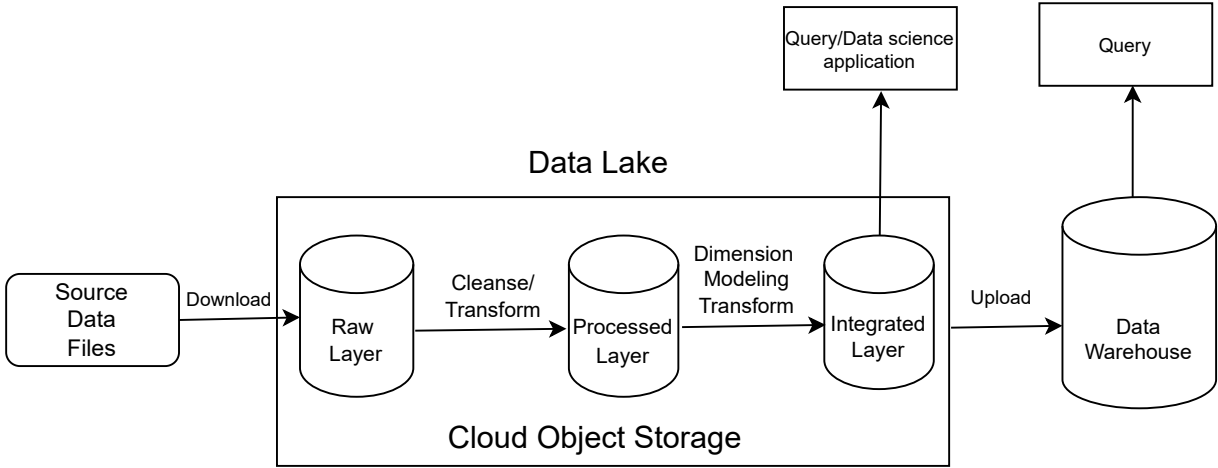 Query/Data science
application
Query
Data Lake
Source
Data
Files
Download
Raw
Layer
Cleanse/
Transform
Processed
Layer
Dimension
Modeling
Transform
Integrated
Layer
Upload
Data
Warehouse
Cloud Object Storage